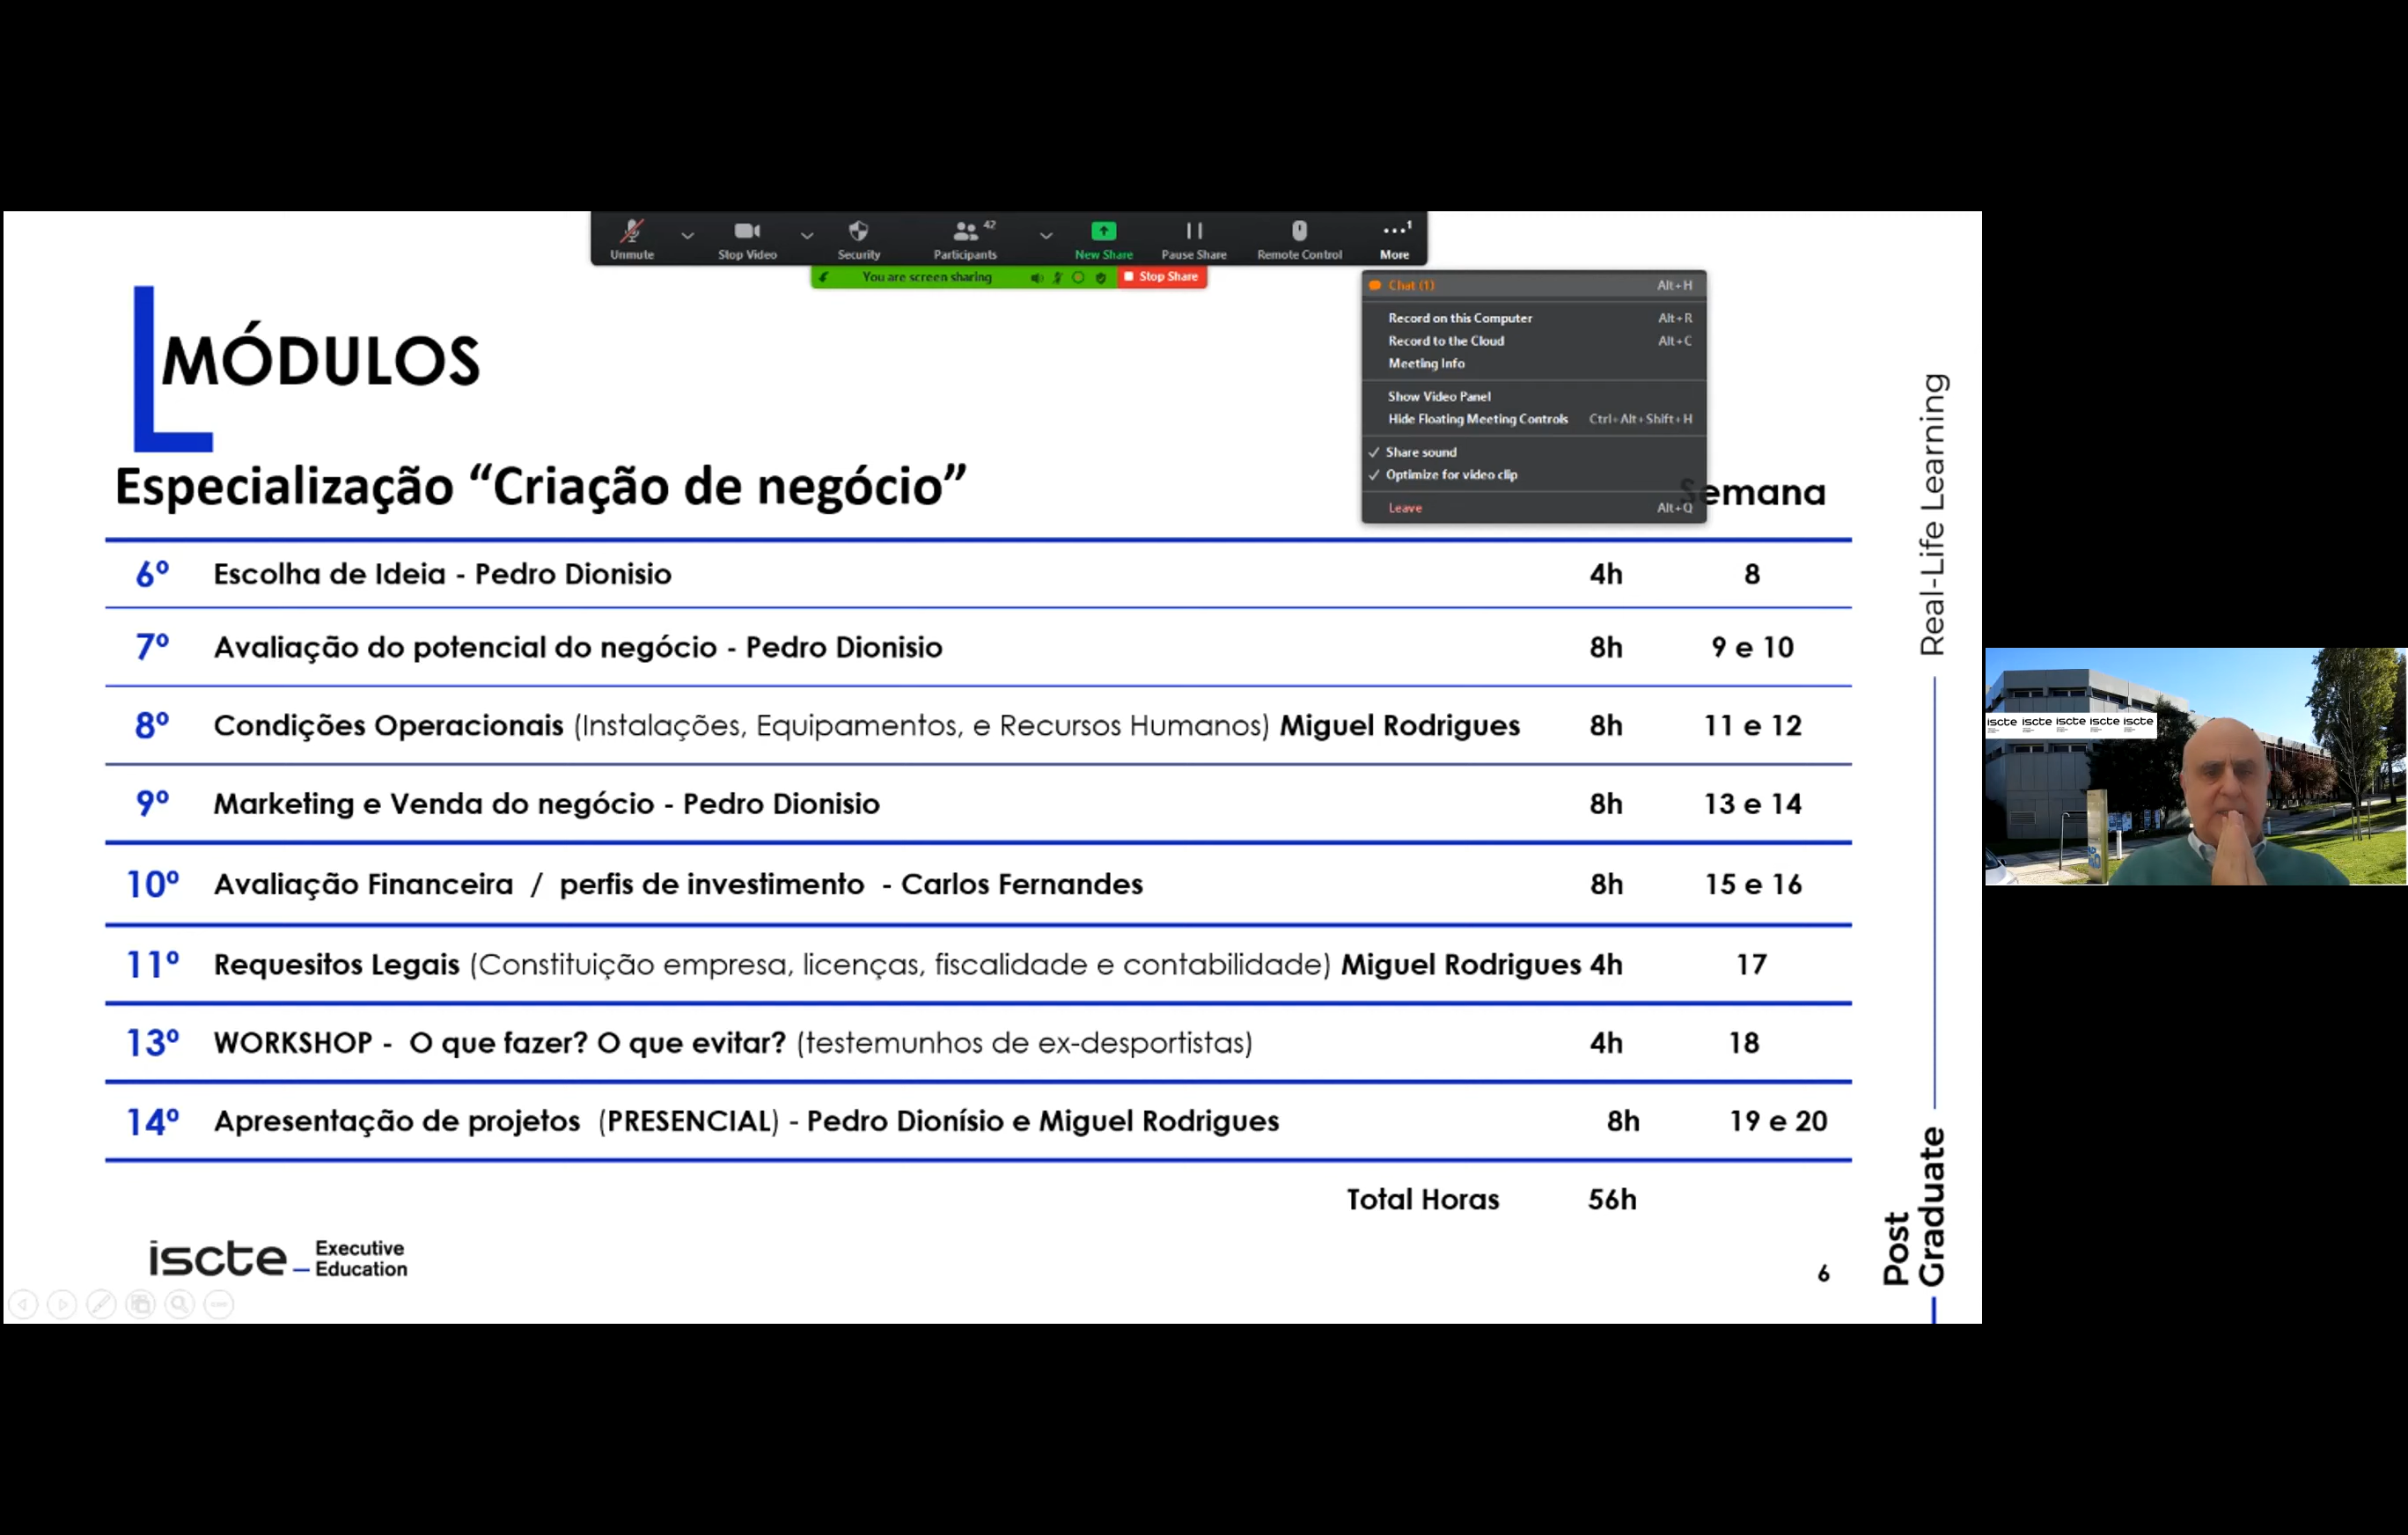 Unmute
Stop Video
Security
Participants 42
New Share
Pause Share
Remote Control
More 1
You are screen sharing Stop Share
Chat (1) Alt+H
Record on this Computer Alt+R
Record to the Cloud Alt+C
Meeting Info
Show Video Panel
Hide Floating Meeting Controls Ctrl+Alt+Shift+H
Share sound
Optimize for video clip
Leave Alt+Q
MÓDULOS
Especialização “Criação de negócio” Semana
6º Escolha de Ideia - Pedro Dionisio 4h 8
7º Avaliação do potencial do negócio - Pedro Dionisio 8h 9 e 10
8º Condições Operacionais (Instalações, Equipamentos, e Recursos Humanos) Miguel Rodrigues 8h 11 e 12
9º Marketing e Venda do negócio - Pedro Dionisio 8h 13 e 14
10º Avaliação Financeira / perfis de investimento - Carlos Fernandes 8h 15 e 16
11º Requesitos Legais (Constituição empresa, licenças, fiscalidade e contabilidade) Miguel Rodrigues 4h 17
13º WORKSHOP - O que fazer? O que evitar? (testemunhos de ex-desportistas) 4h 18
14º Apresentação de projetos (PRESENCIAL) - Pedro Dionísio e Miguel Rodrigues 8h 19 e 20
Total Horas 56h
iscte Executive
Education
6
Real-Life Learning
Post
Graduate
iscte iscte iscte iscte iscte